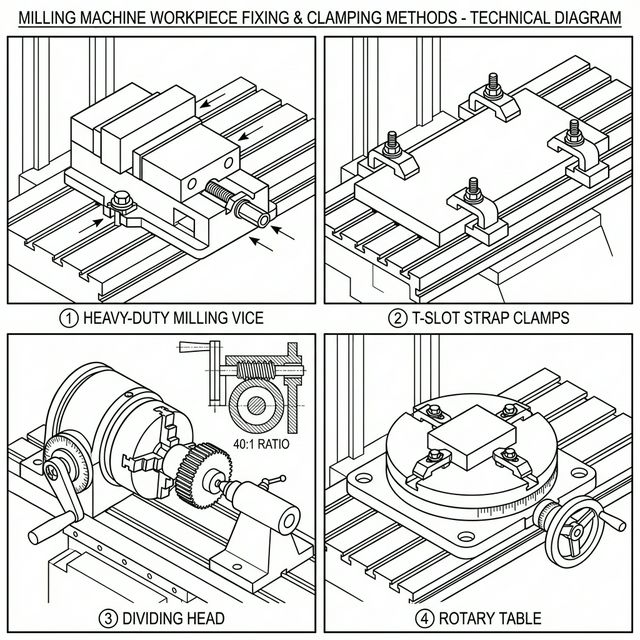 MILLING MACHINE WORKPIECE FIXING & CLAMPING METHODS - TECHNICAL DIAGRAM
① HEAVY-DUTY MILLING VICE
② T-SLOT STRAP CLAMPS
40:1 RATIO
③ DIVIDING HEAD
④ ROTARY TABLE